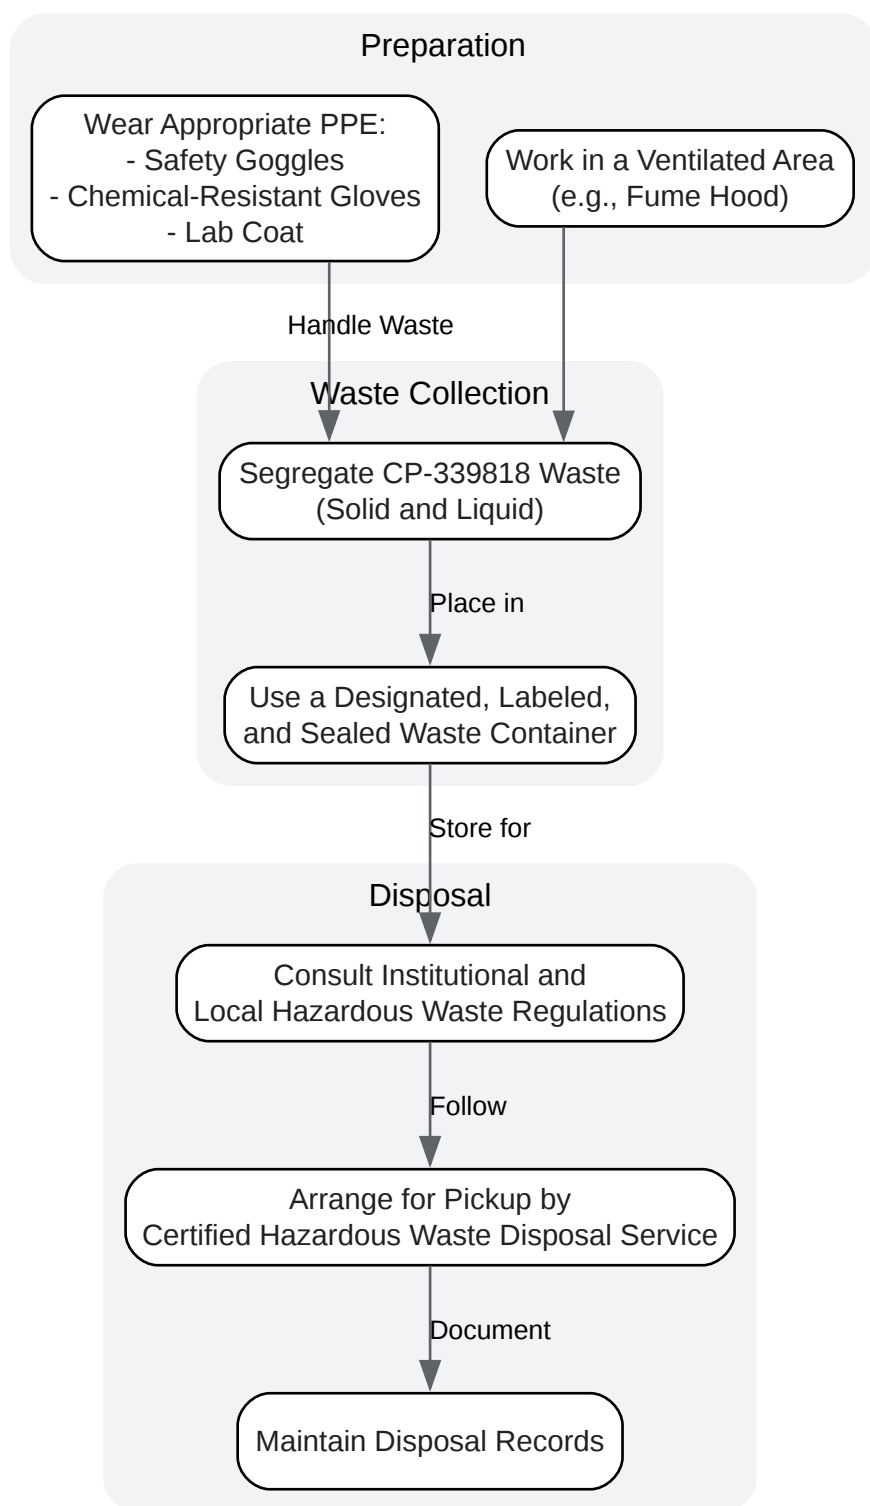 Preparation
Wear Appropriate PPE:
- Safety Goggles
- Chemical-Resistant Gloves
- Lab Coat
Work in a Ventilated Area
(e.g., Fume Hood)
Handle Waste
Waste Collection
Segregate CP-339818 Waste
(Solid and Liquid)
Place in
Use a Designated, Labeled,
and Sealed Waste Container
Store for
Disposal
Consult Institutional and
Local Hazardous Waste Regulations
Follow
Arrange for Pickup by
Certified Hazardous Waste Disposal Service
Document
Maintain Disposal Records